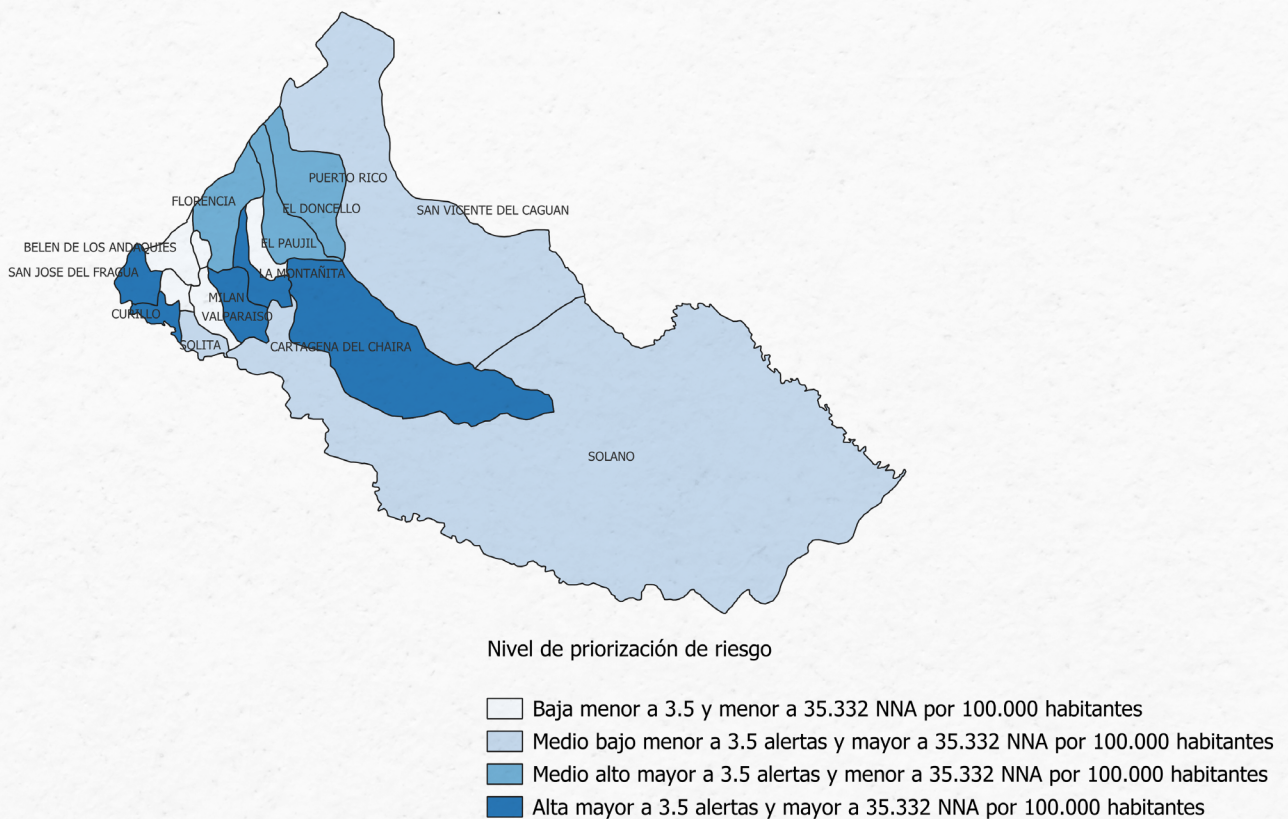 PUERTO RICO
FLORENCIA
EL DONCELLO
SAN VICENTE DEL CAGUAN
BELEN DE LOS ANDAQUIES
EL PAUJIL
SAN JOSE DEL FRAGUA
LA MONTAÑITA
MILAN
CURILLO
VALPARAISO
SOLITA
CARTAGENA DEL CHAIRA
SOLANO
Nivel de priorización de riesgo
Baja menor a 3.5 y menor a 35.332 NNA por 100.000 habitantes
Medio bajo menor a 3.5 alertas y mayor a 35.332 NNA por 100.000 habitantes
Medio alto mayor a 3.5 alertas y menor a 35.332 NNA por 100.000 habitantes
Alta mayor a 3.5 alertas y mayor a 35.332 NNA por 100.000 habitantes